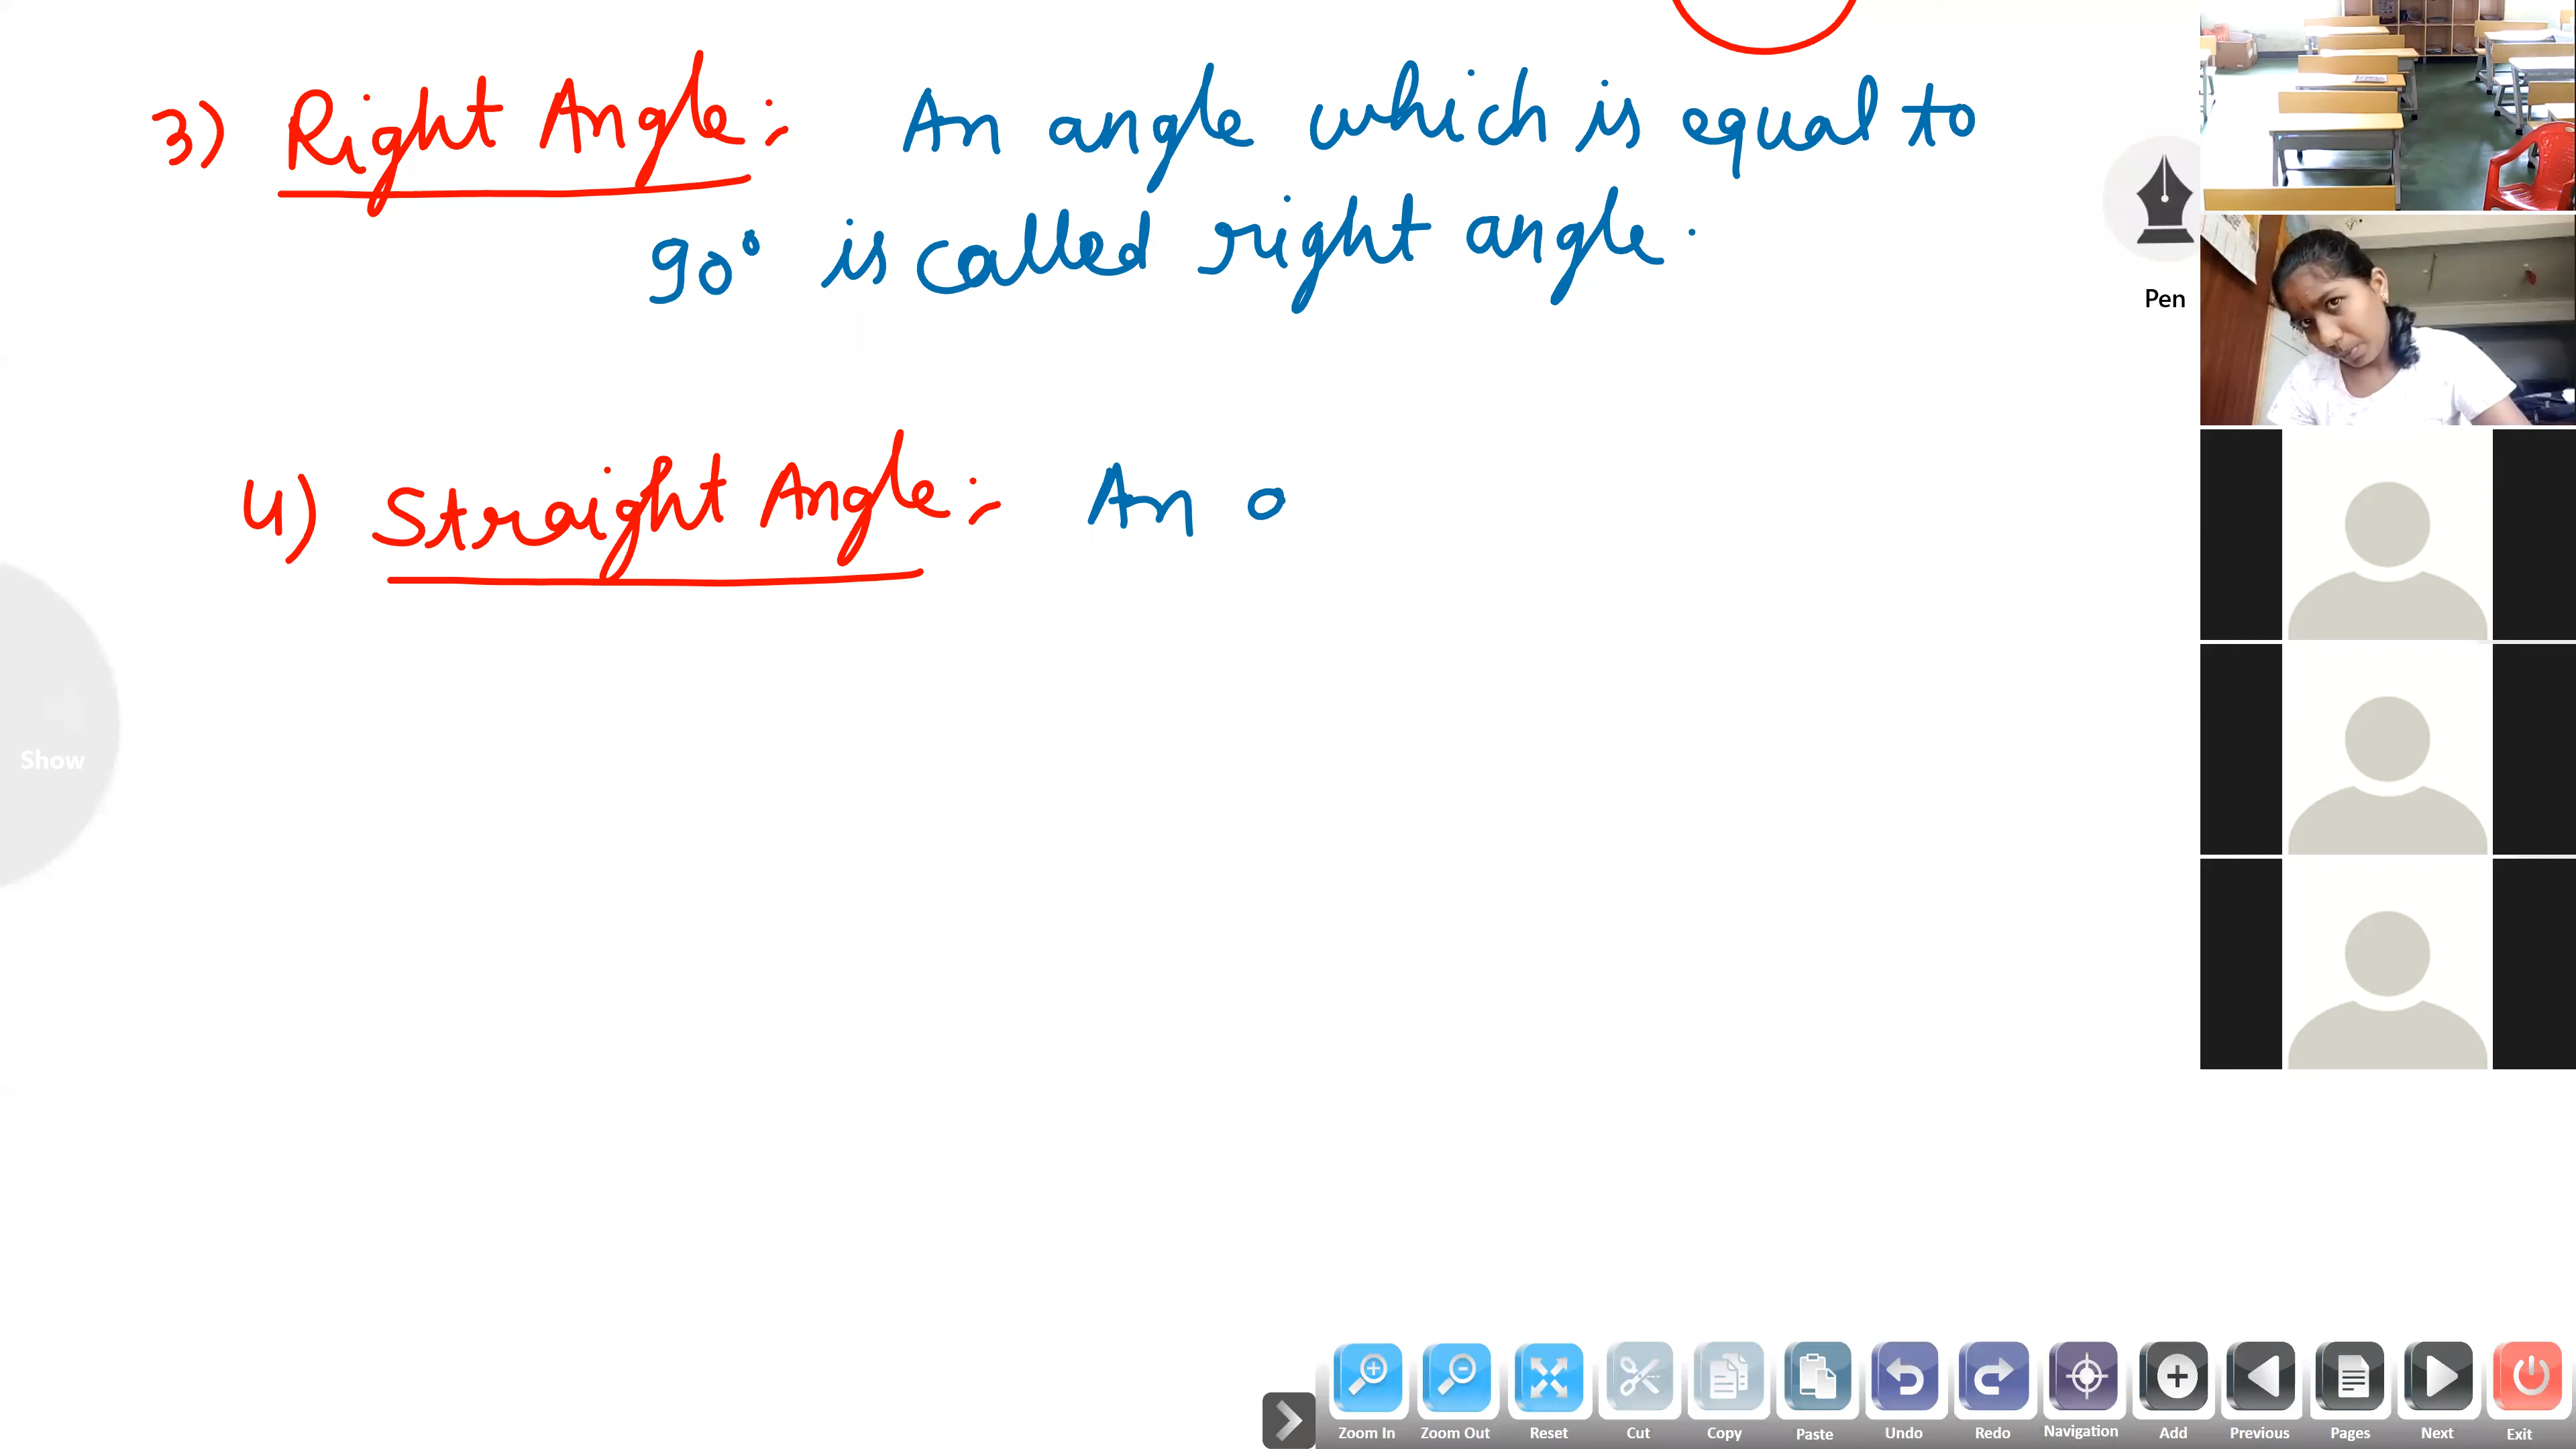 3) Right Angle:- An angle which is equal to
90° is called right angle.
Pen
4) Straight Angle:- An a
Show
Zoom In Zoom Out Reset Cut Copy Paste Undo Redo Navigation Add Previous Pages Next Exit